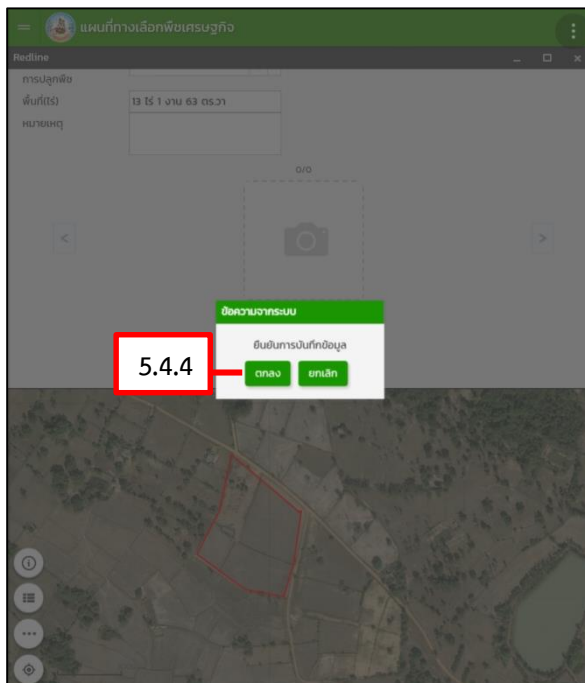 แผนที่ทางเลือกพืชเศรษฐกิจ
Redline
การปลูกพืช
พื้นที่(ไร่) 13 ไร่ 1 งาน 63 ตร.วา
หมายเหตุ
0/0
< >
ข้อความจากระบบ
ยืนยันการบันทึกข้อมูล
5.4.4 ตกลง ยกเลิก